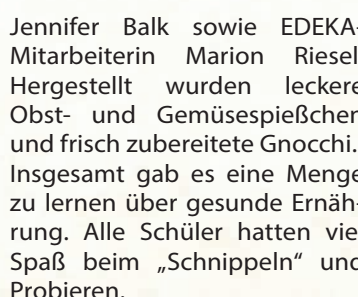 Jennifer Balk sowie EDEKA-
Mitarbeiterin Marion Riesel
Hergestellt wurden leckere
Obst- und Gemüsespießchen
und frisch zubereitete Gnocchi.
Insgesamt gab es eine Menge
zu lernen über gesunde Ernäh-
rung. Alle Schüler hatten viel
Spaß beim „Schnippeln“ und
Probieren.